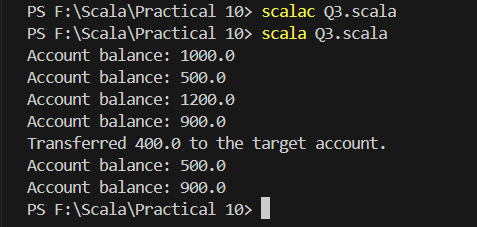 PS F:\Scala\Practical 10> scalac Q3.scala
PS F:\Scala\Practical 10> scala Q3.scala
Account balance: 1000.0
Account balance: 500.0
Account balance: 1200.0
Account balance: 900.0
Transferred 400.0 to the target account.
Account balance: 500.0
Account balance: 900.0
PS F:\Scala\Practical 10>